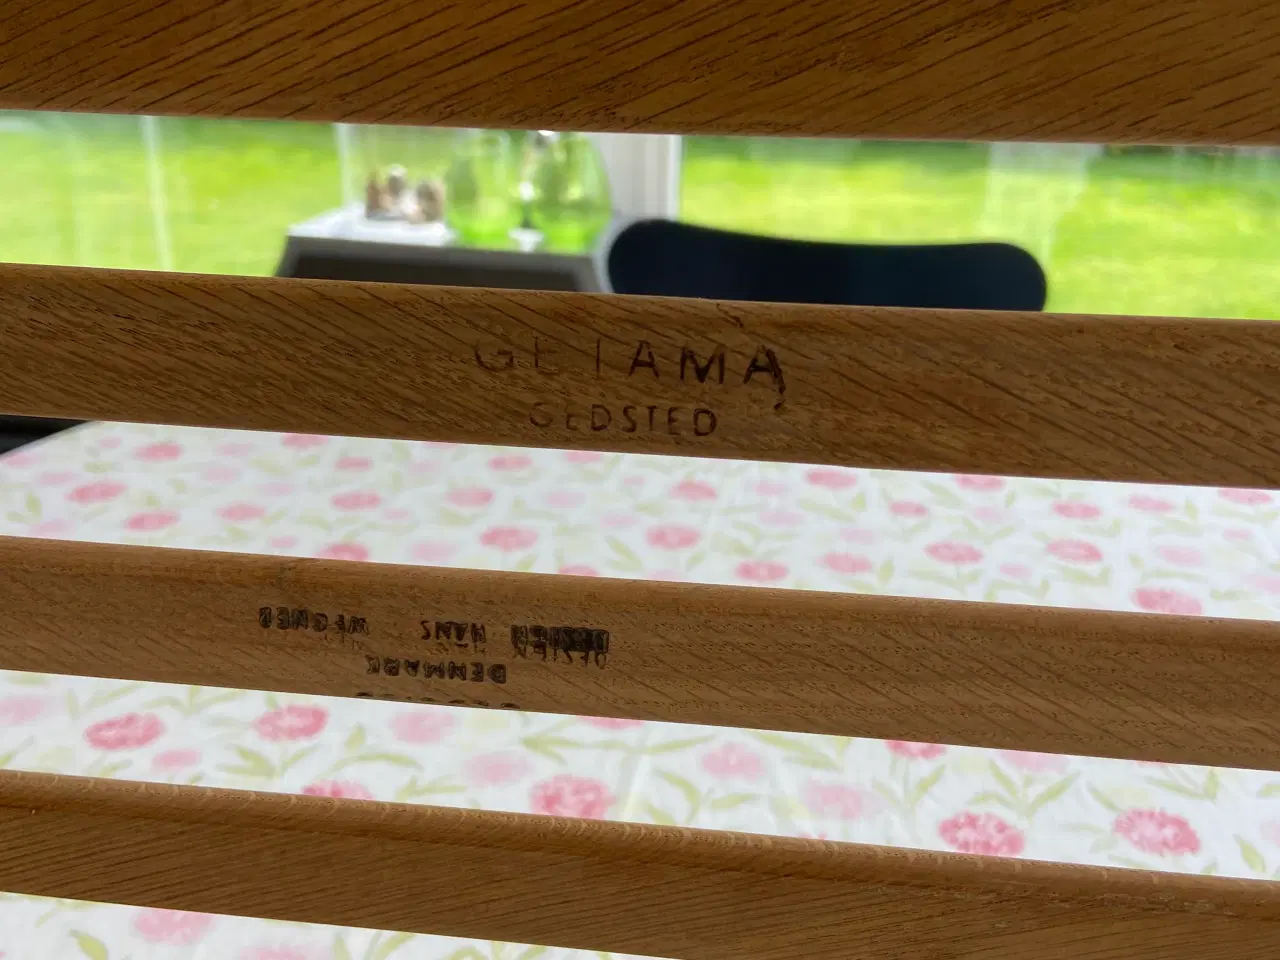 GETAMA
GEDSTED
DESIGN HANS WEGNER
DENMARK